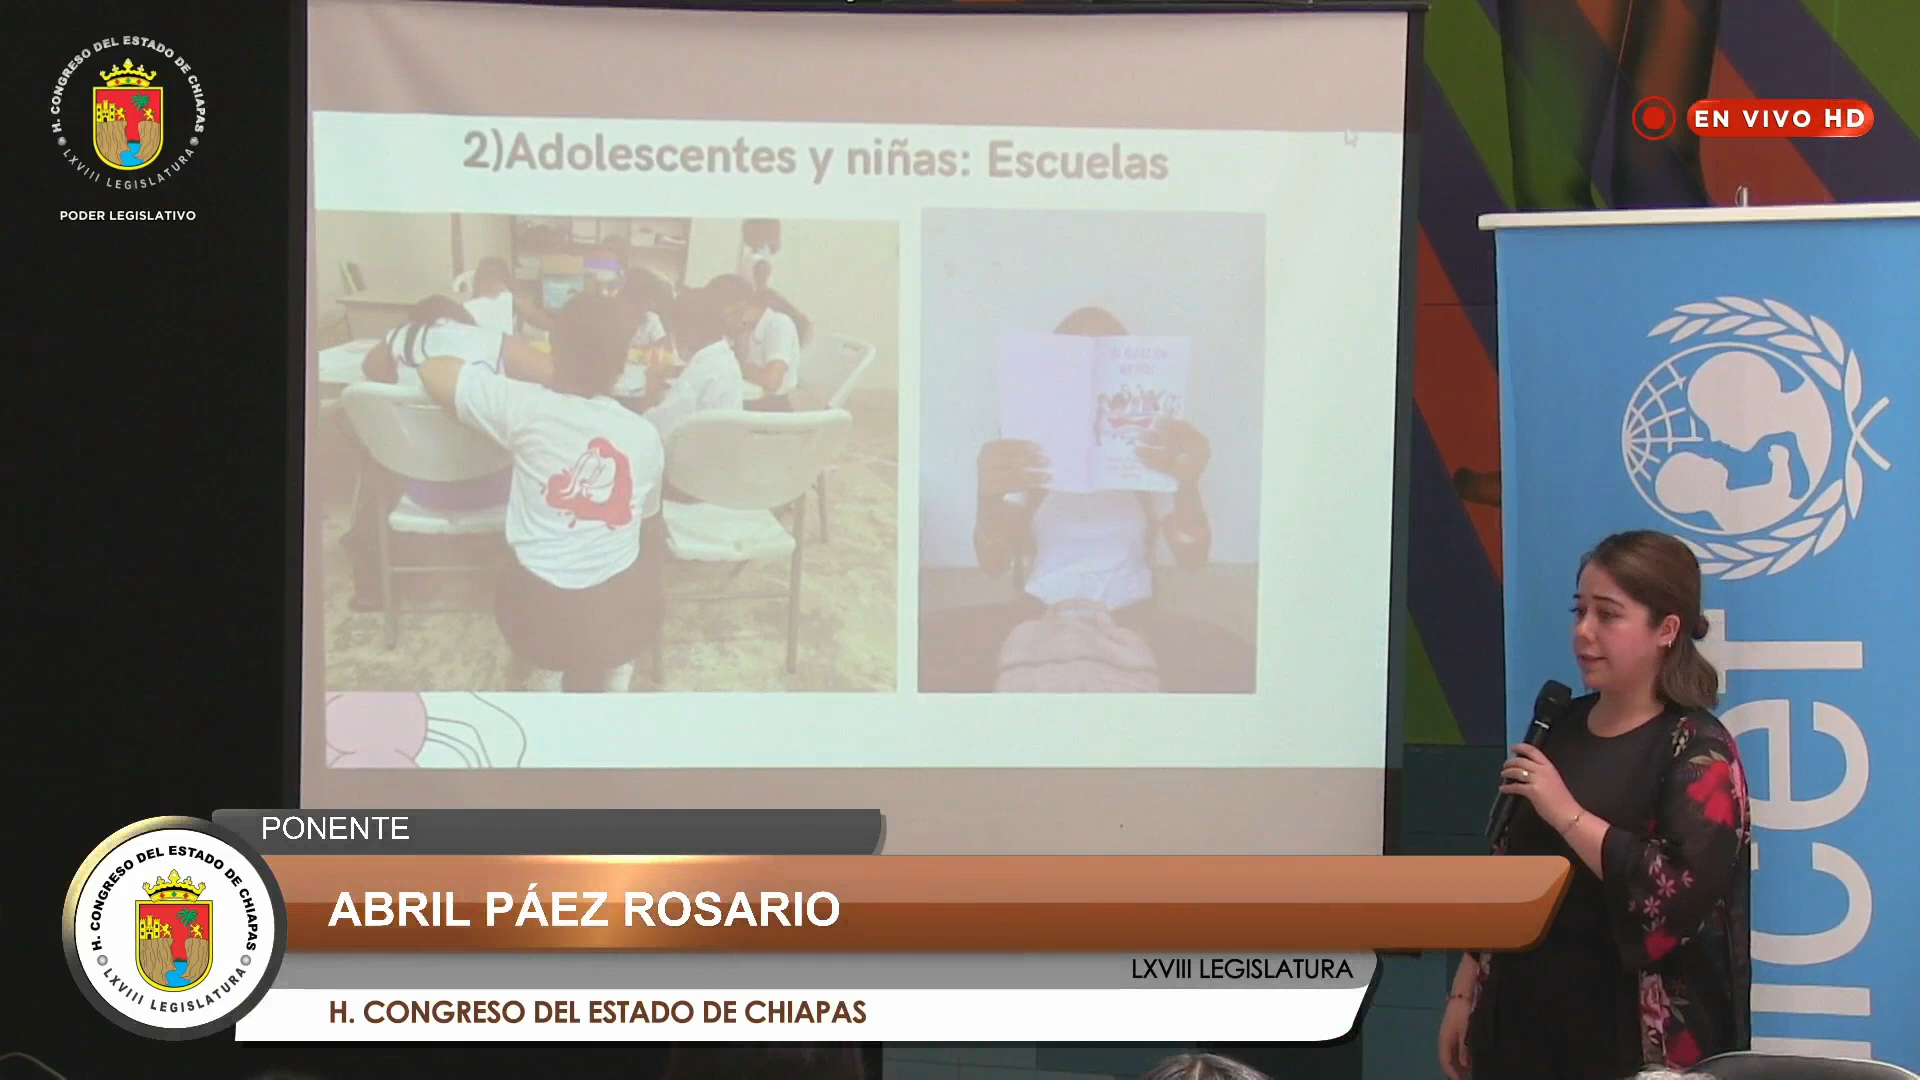 H. CONGRESO DEL ESTADO DE CHIAPAS
LXVIII LEGISLATURA
PODER LEGISLATIVO
EN VIVO HD
2)Adolescentes y niñas: Escuelas
unicef
PONENTE
ABRIL PÁEZ ROSARIO
LXVIII LEGISLATURA
H. CONGRESO DEL ESTADO DE CHIAPAS
H. CONGRESO DEL ESTADO DE CHIAPAS
LXVIII LEGISLATURA